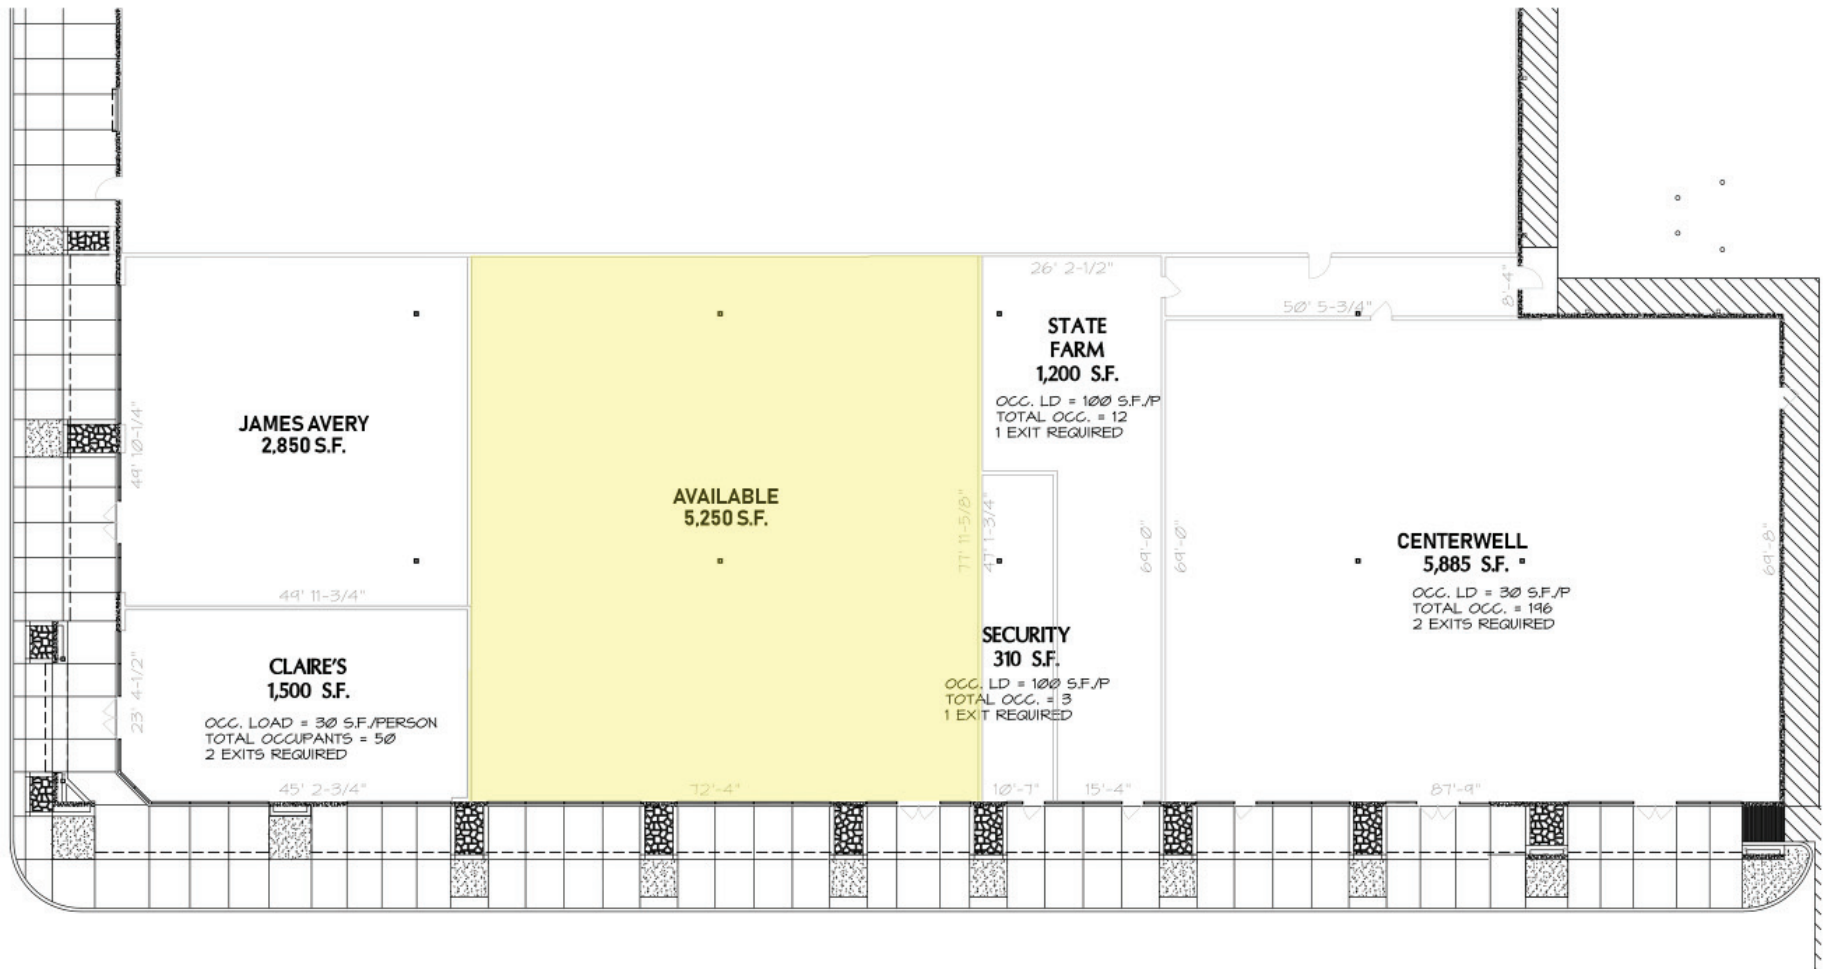 26' 2-1/2"
50' 5-3/4"
8'-4"
STATE
FARM
1,200 S.F.
OCC. LD = 100 S.F./P
TOTAL OCC. = 12
1 EXIT REQUIRED
JAMES AVERY
2,850 S.F.
49' 10-1/4"
49' 11-3/4"
AVAILABLE
5,250 S.F.
77' 11-5/8"
47' 1-3/4"
69'-0"
69'-0"
CENTERWELL
5,885 S.F.
OCC. LD = 30 S.F./P
TOTAL OCC. = 196
2 EXITS REQUIRED
69'-8"
SECURITY
310 S.F.
OCC. LD = 100 S.F./P
TOTAL OCC. = 3
1 EXIT REQUIRED
CLAIRE'S
1,500 S.F.
OCC. LOAD = 30 S.F./PERSON
TOTAL OCCUPANTS = 50
2 EXITS REQUIRED
23' 4-1/2"
45' 2-3/4"
72'-4"
10'-7"
15'-4"
87'-9"